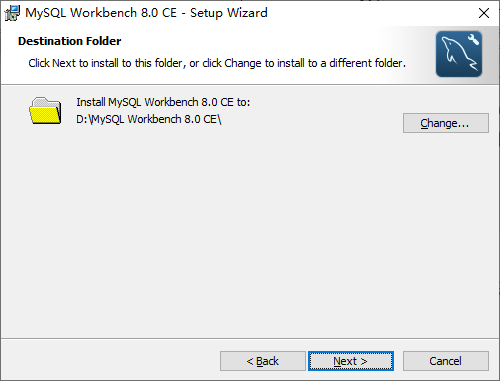 MySQL Workbench 8.0 CE - Setup Wizard
Destination Folder
Click Next to install to this folder, or click Change to install to a different folder.
Install MySQL Workbench 8.0 CE to:
D:\MySQL Workbench 8.0 CE\
Change...
< Back
Next >
Cancel